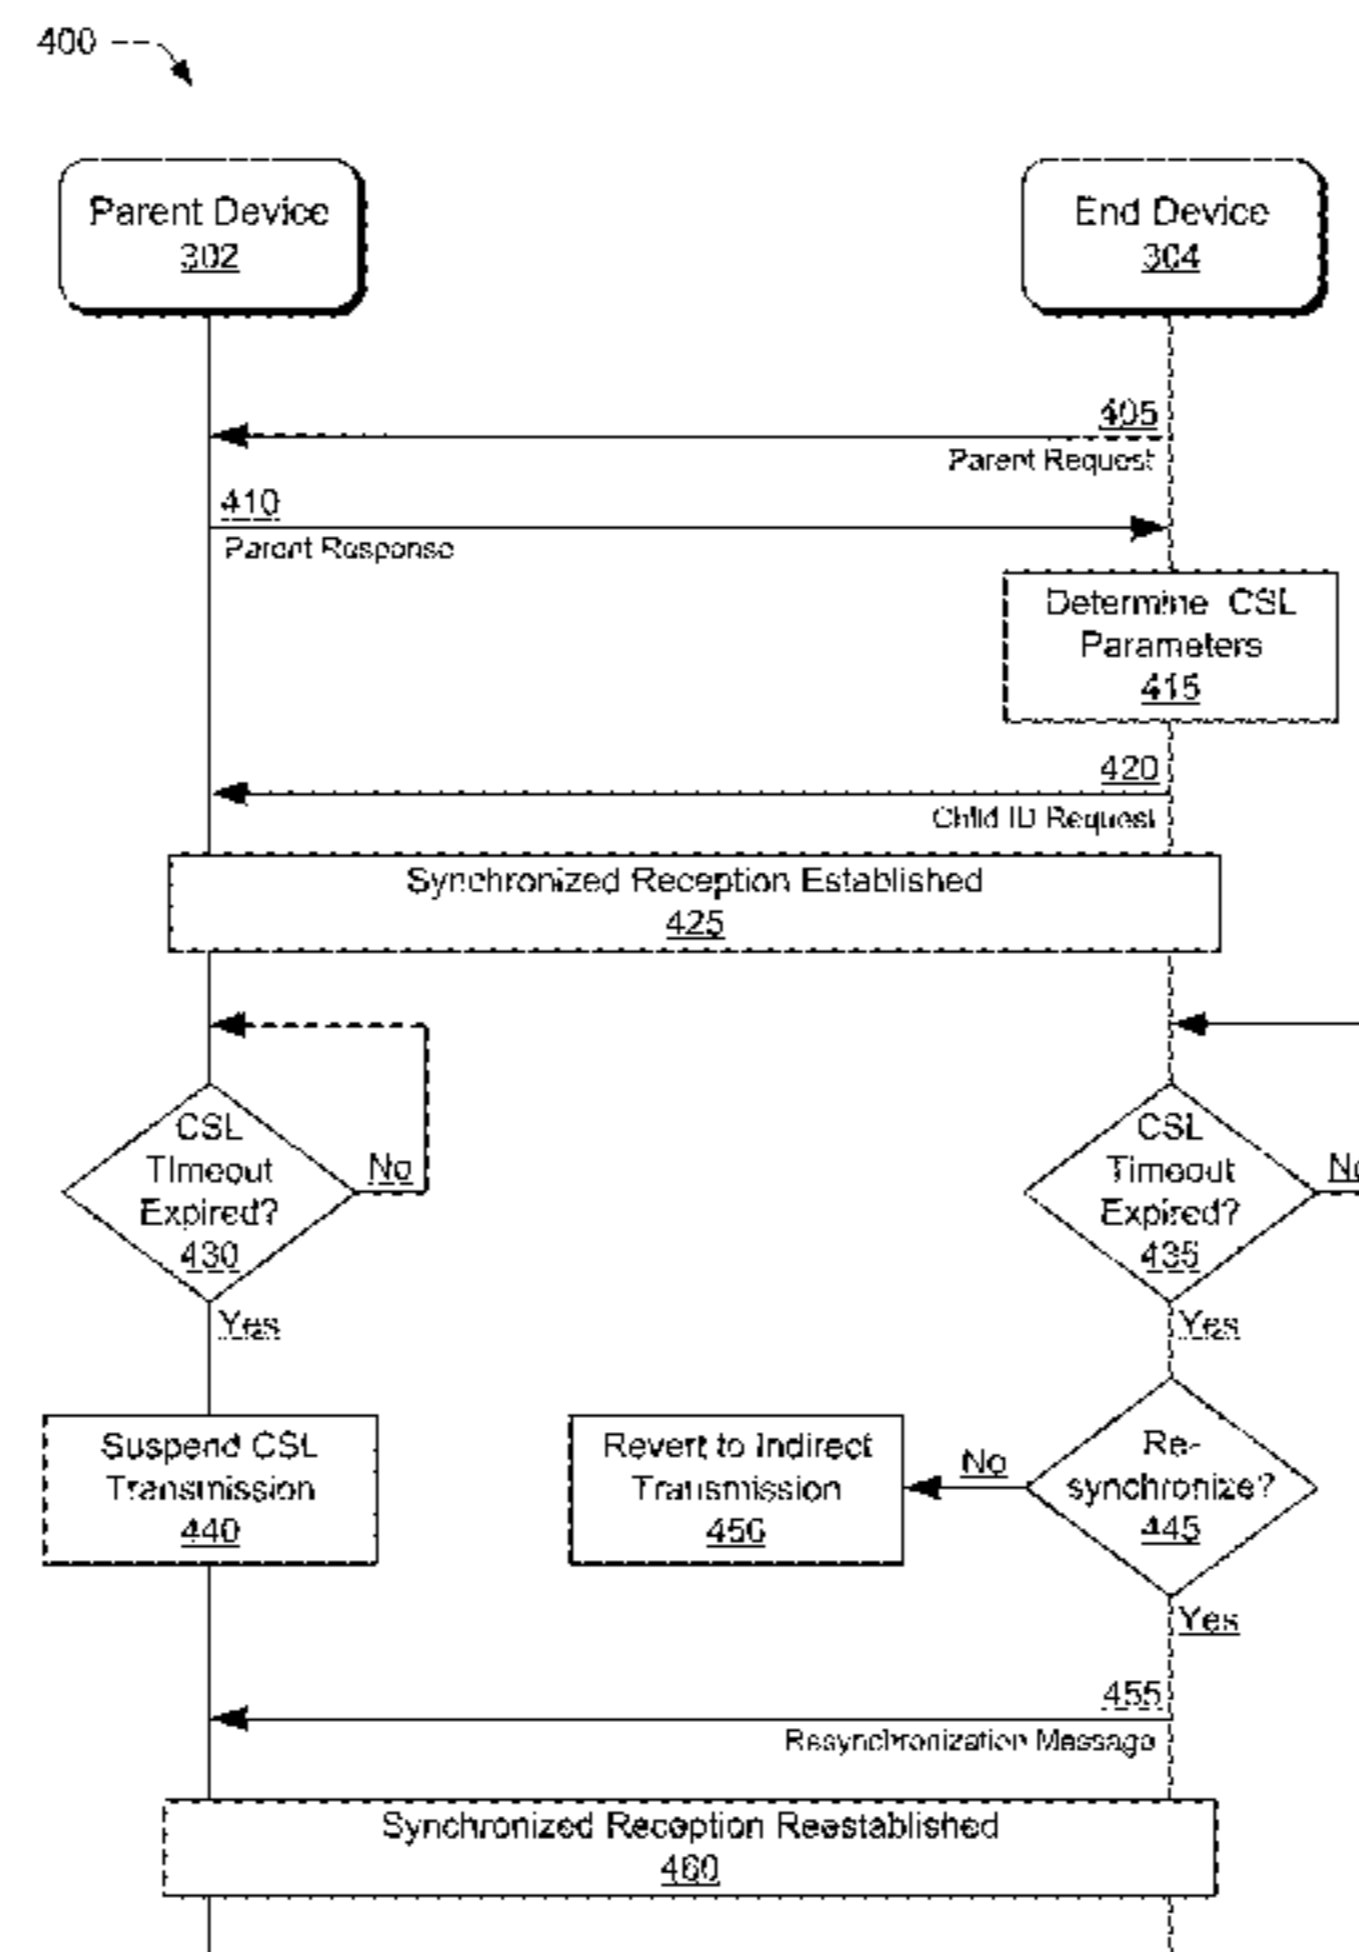 400
Parent Device
302
End Device
304
405
Parent Request
410
Parent Response
Determine CSL
Parameters
415
420
Child ID Request
Synchronized Reception Established
425
CSL
Timeout
Expired?
430
No
Yes
CSL
Timeout
Expired?
435
No
Yes
Suspend CSL
Transmission
440
Revert to Indirect
Transmission
450
No
Re-
synchronize?
445
Yes
455
Resynchronization Message
Synchronized Reception Reestablished
460